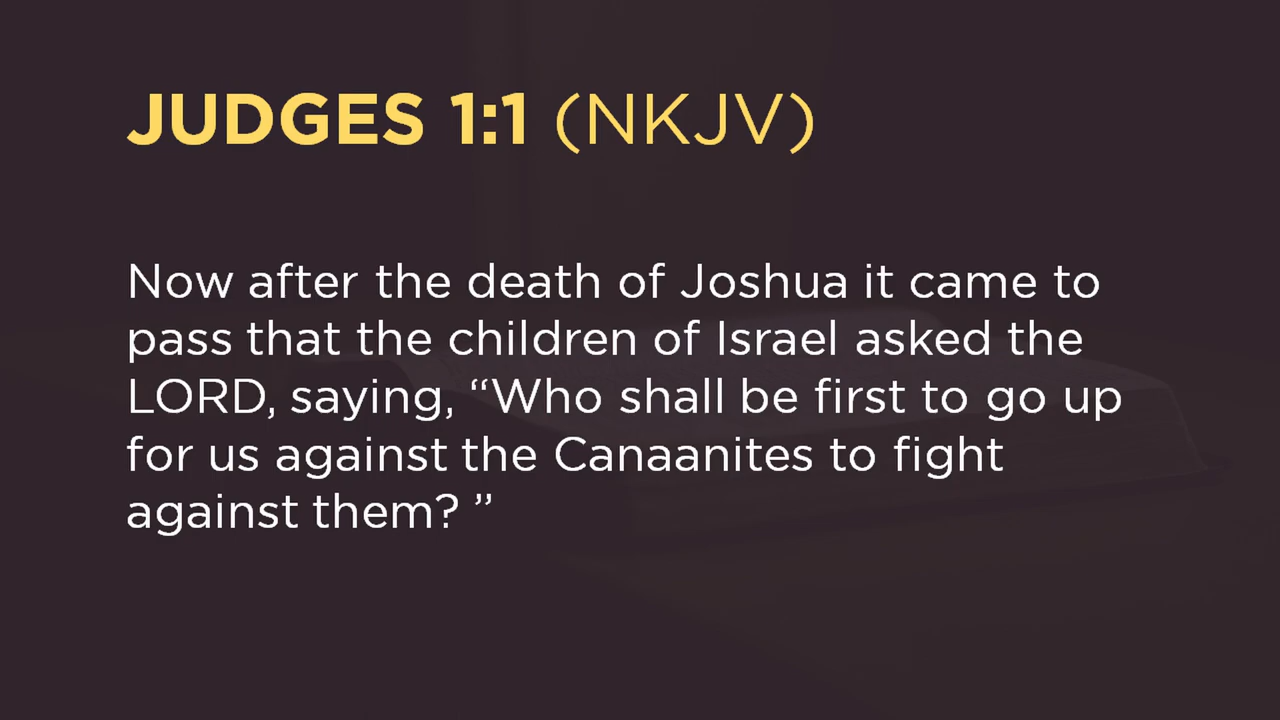 JUDGES 1:1 (NKJV)
Now after the death of Joshua it came to
pass that the children of Israel asked the
LORD, saying, “Who shall be first to go up
for us against the Canaanites to fight
against them? ”